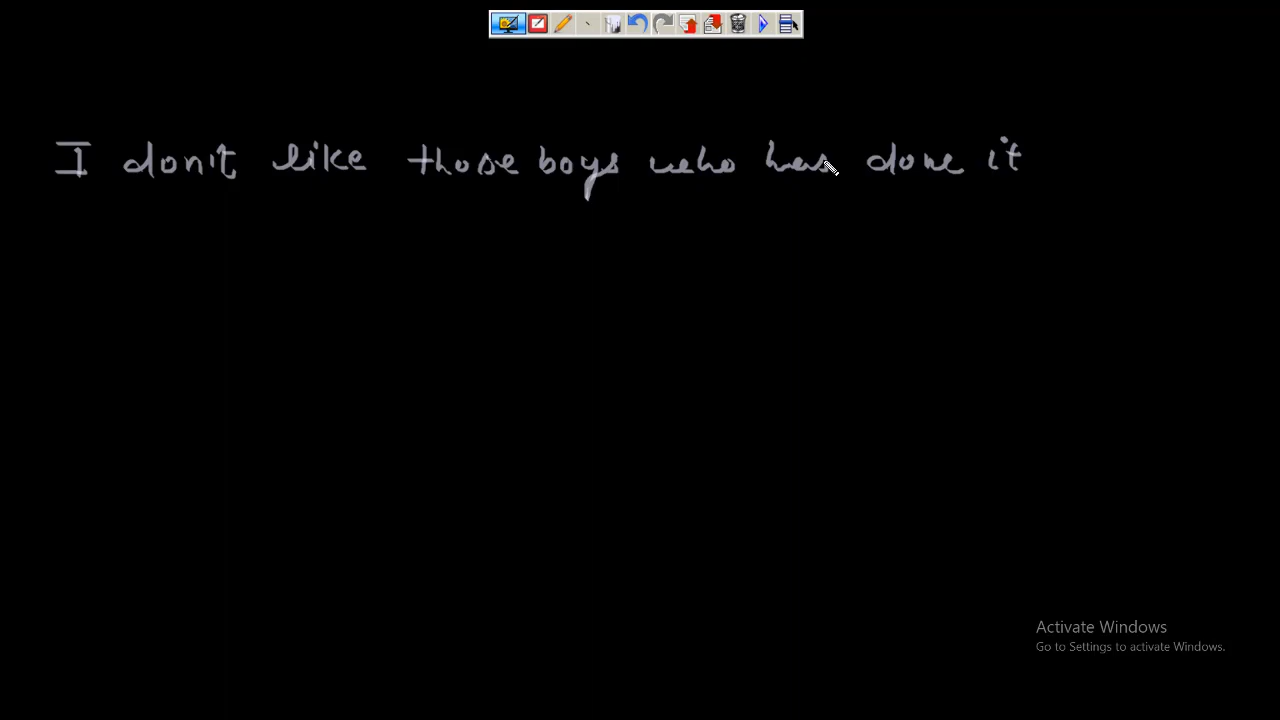 I don't like those boys who has done it
Activate Windows
Go to Settings to activate Windows.